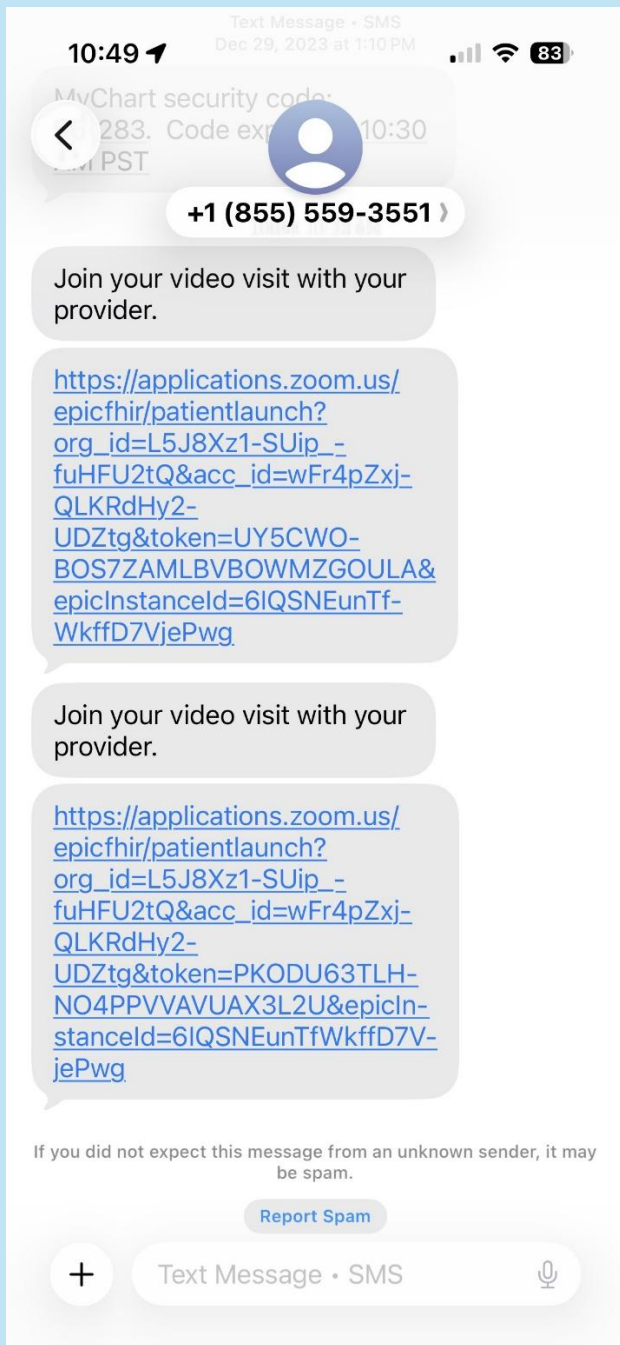 Text Message • SMS
Dec 29, 2023 at 1:10 PM
10:49
83
MyChart security code:
283. Code 10:30
PST
+1 (855) 559-3551
Join your video visit with your
provider.
https://applications.zoom.us/
epicfhir/patientlaunch?
org_id=L5J8Xz1-SUip_-
fuHFU2tQ&acc_id=wFr4pZxj-
QLKRdHy2-
UDZtg&token=UY5CWO-
BOS7ZAMLBVBOWMZGOULA&
epicInstanceId=6IQSNEunTf-
WkffD7VjePwg
Join your video visit with your
provider.
https://applications.zoom.us/
epicfhir/patientlaunch?
org_id=L5J8Xz1-SUip_-
fuHFU2tQ&acc_id=wFr4pZxj-
QLKRdHy2-
UDZtg&token=PKODU63TLH-
NO4PPVVAVUAX3L2U&epicIn-
stanceId=6IQSNEunTfWkffD7V-
jePwg
If you did not expect this message from an unknown sender, it may
be spam.
Report Spam
Text Message • SMS